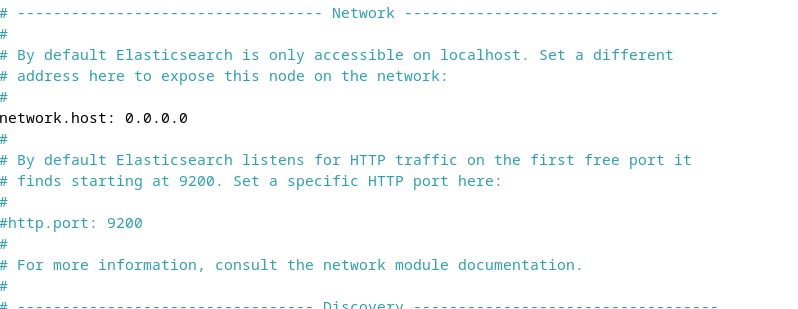 # ---------------------------------- Network -----------------------------------
#
# By default Elasticsearch is only accessible on localhost. Set a different
# address here to expose this node on the network:
#
network.host: 0.0.0.0
#
# By default Elasticsearch listens for HTTP traffic on the first free port it
# finds starting at 9200. Set a specific HTTP port here:
#
#http.port: 9200
#
# For more information, consult the network module documentation.
#
# --------------------------------- Discovery ----------------------------------